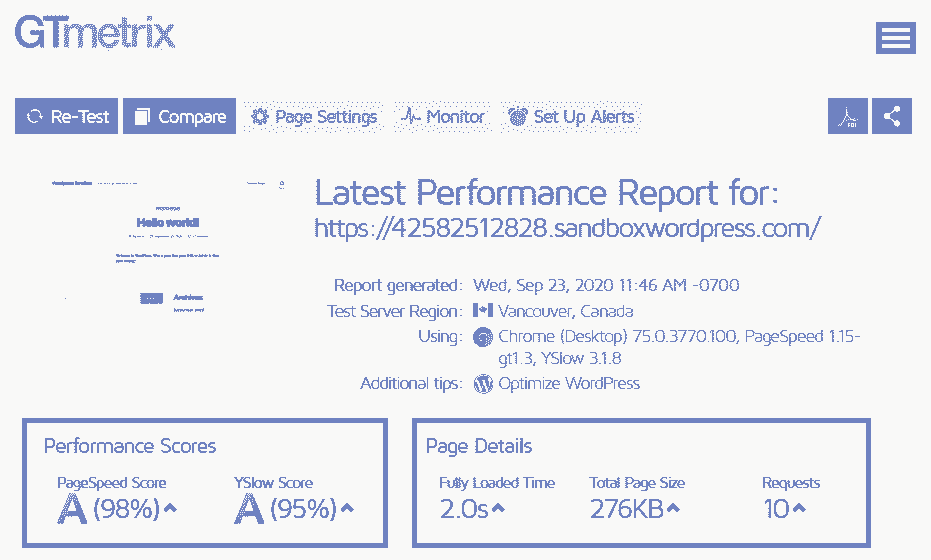 GTmetrix
Re-Test Compare Page Settings Monitor Set Up Alerts
Hello world!
Archives
Latest Performance Report for:
https://42582512828.sandboxwordpress.com/
Report generated: Wed, Sep 23, 2020 11:46 AM -0700
Test Server Region: Vancouver, Canada
Using: Chrome (Desktop) 75.0.3770.100, PageSpeed 1.15-
gt1.3, YSlow 3.1.8
Additional tips: Optimize WordPress
Performance Scores
PageSpeed Score YSlow Score
A (98%) A (95%)
Page Details
Fully Loaded Time Total Page Size Requests
2.0s 276KB 10